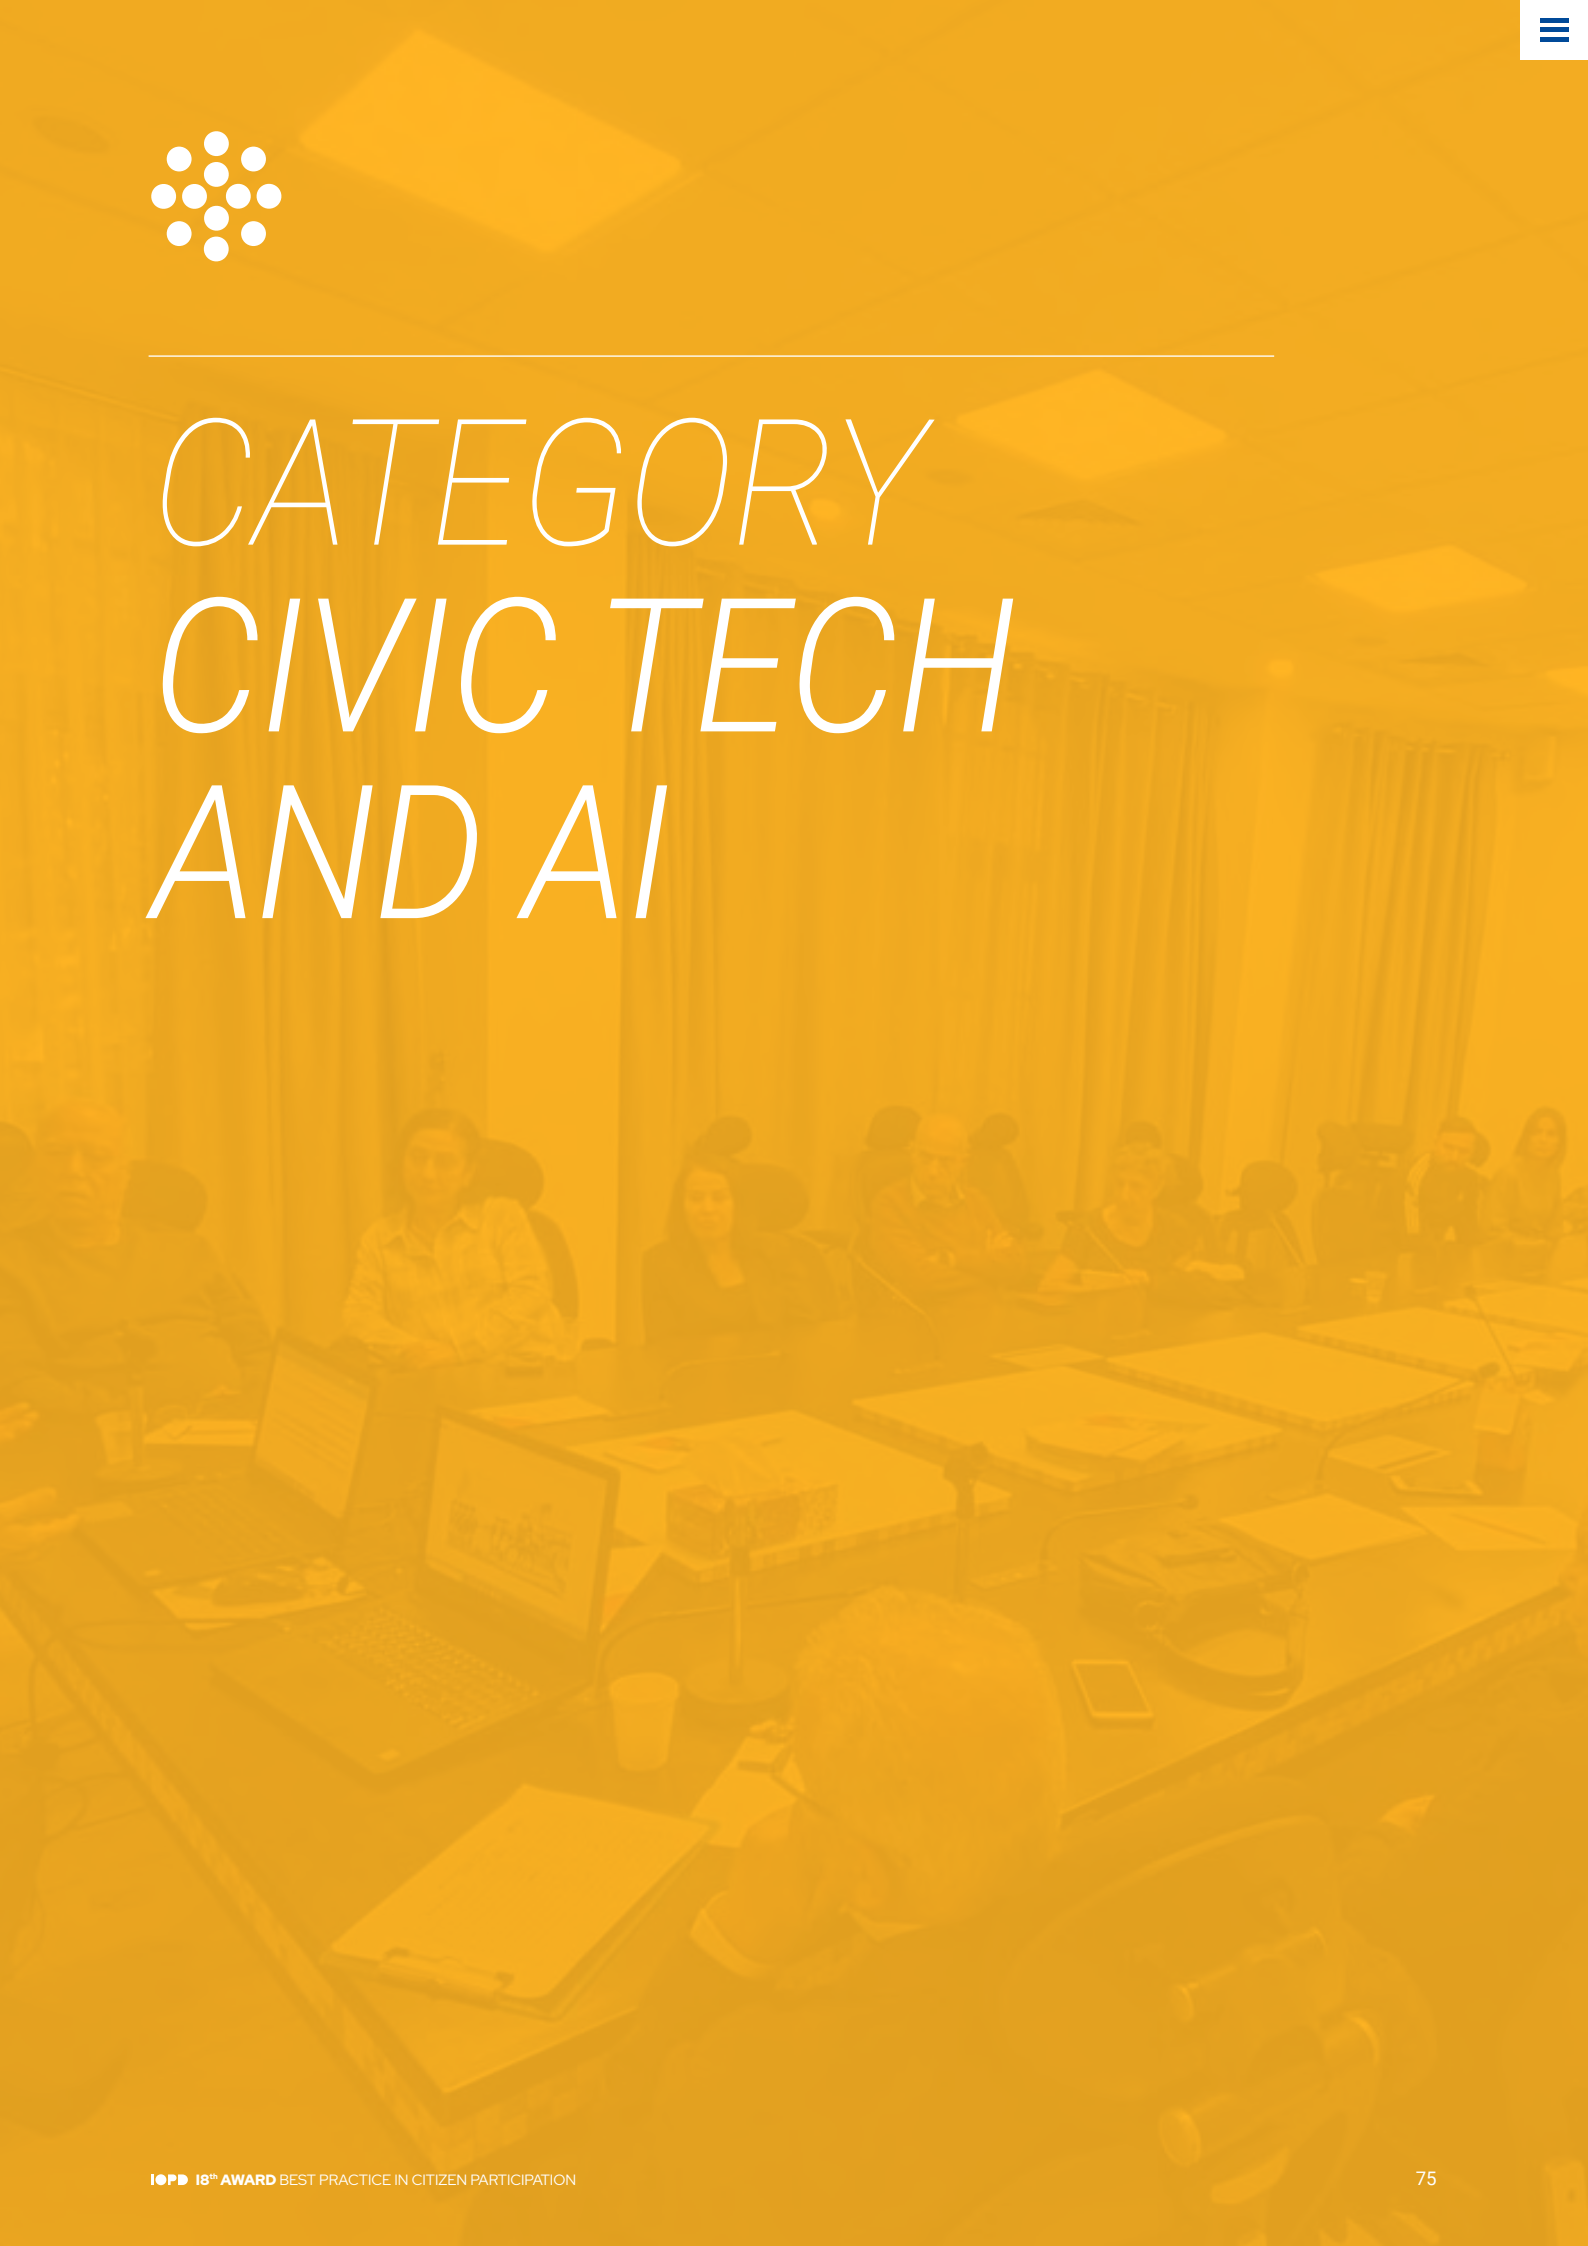 CATEGORY
CIVIC TECH
AND AI
IOPD 18th AWARD BEST PRACTICE IN CITIZEN PARTICIPATION
75